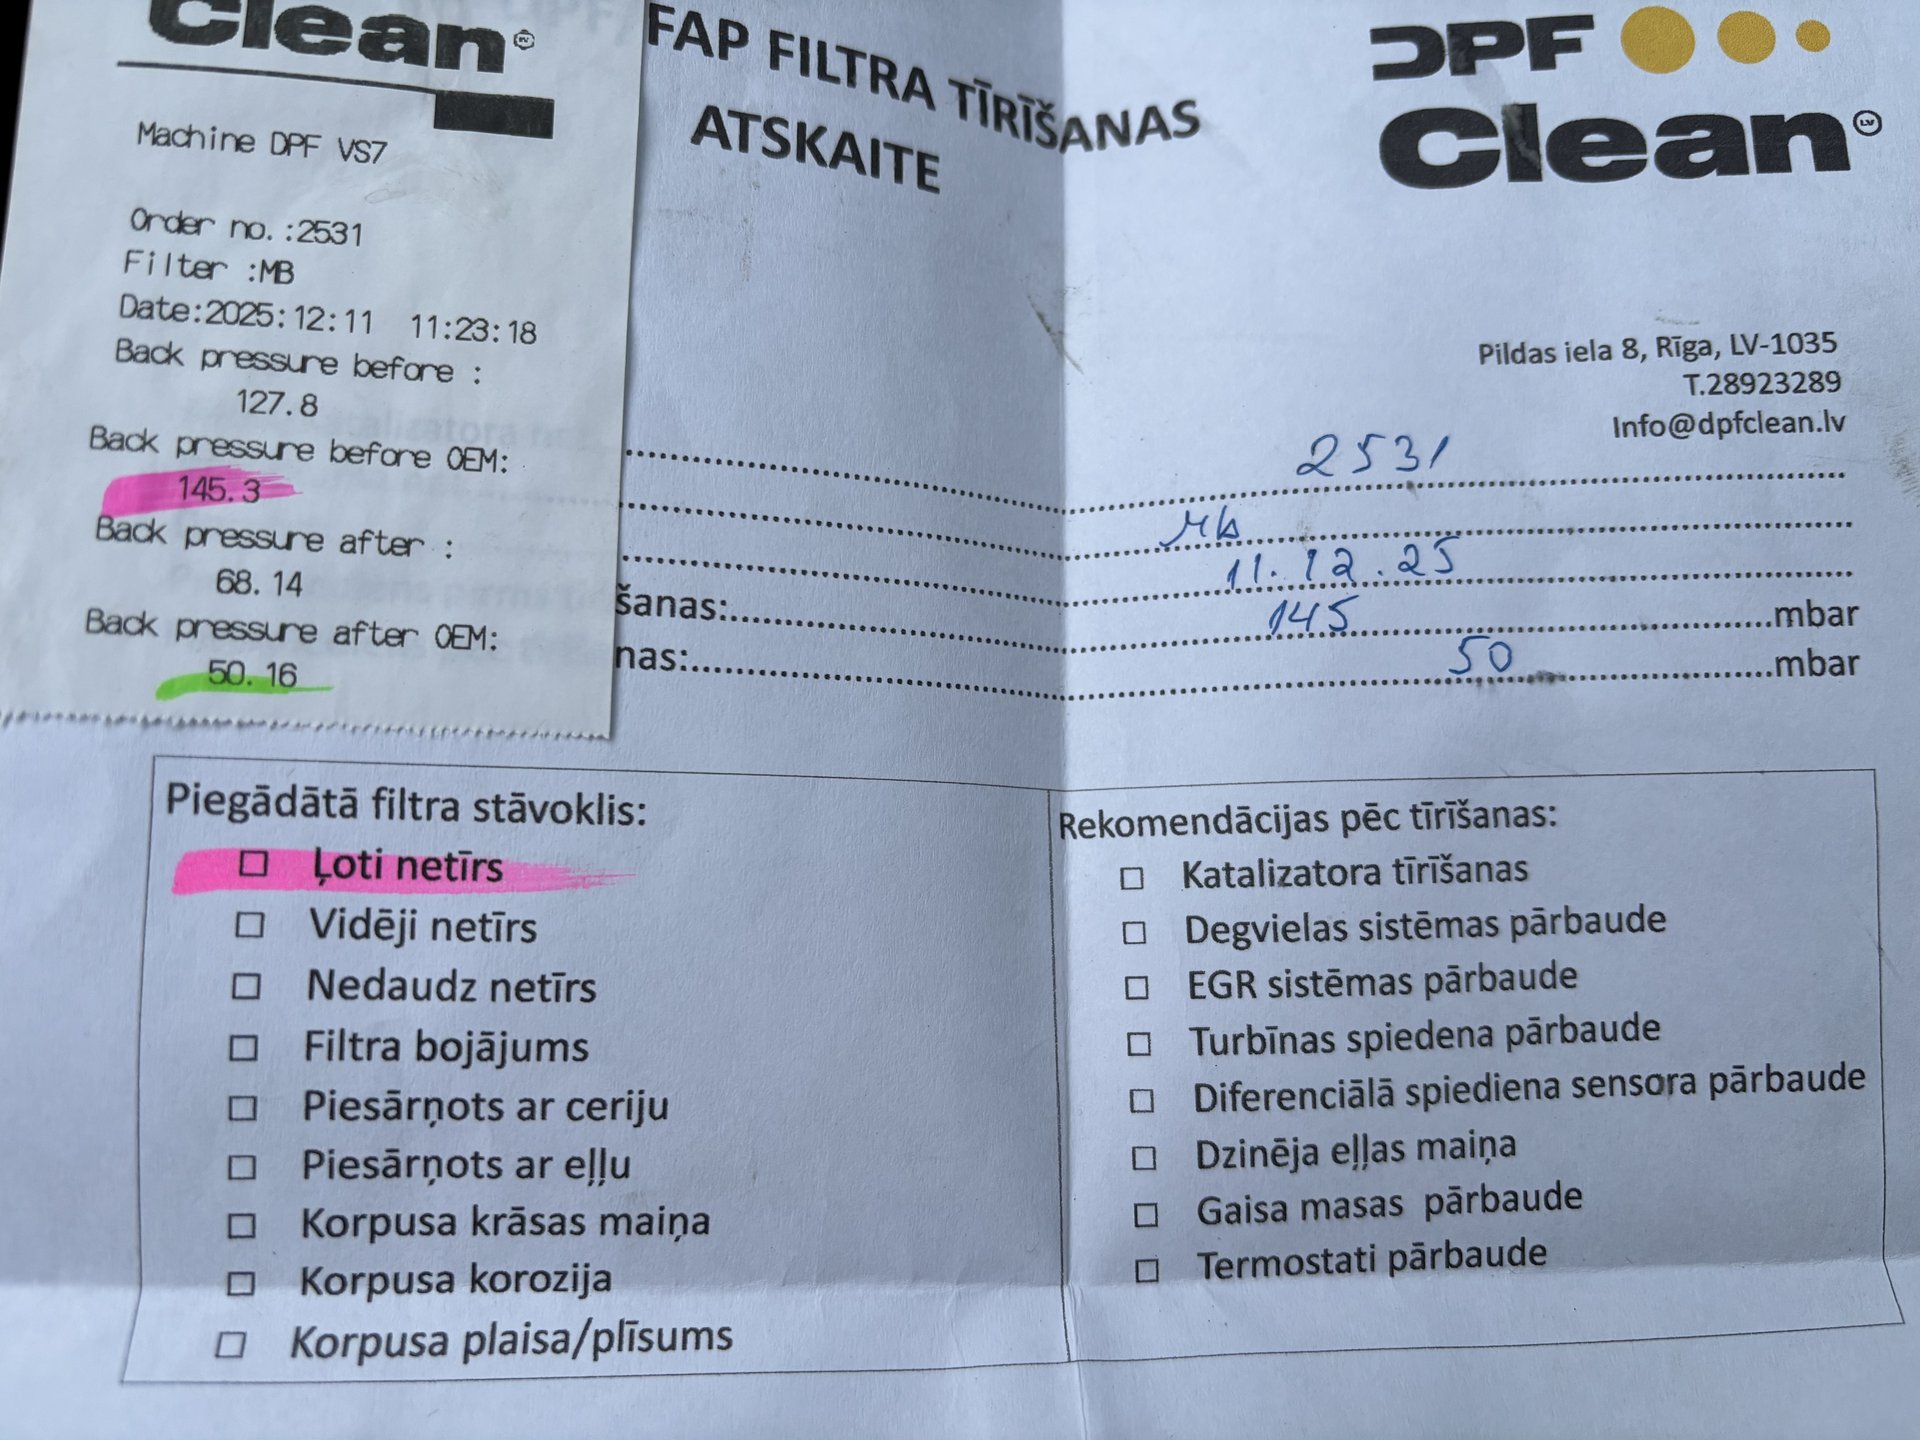 Clean LV
Machine DPF VS7
Order no.:2531
Filter :MB
Date:2025:12:11 11:23:18
Back pressure before :
127.8
Back pressure before OEM:
145.3
Back pressure after :
68.14
Back pressure after OEM:
50.16
FAP FILTRA TĪRĪŠANAS
ATSKAITE
DPF
Clean LV
Pildas iela 8, Rīga, LV-1035
T.28923289
Info@dpfclean.lv
2531
Mb
11.12.25
šanas: 145 mbar
nas: 50 mbar
Piegādātā filtra stāvoklis:
Ļoti netīrs
Vidēji netīrs
Nedaudz netīrs
Filtra bojājums
Piesārņots ar ceriju
Piesārņots ar eļļu
Korpusa krāsas maiņa
Korpusa korozija
Korpusa plaisa/plīsums
Rekomendācijas pēc tīrīšanas:
Katalizatora tīrīšanas
Degvielas sistēmas pārbaude
EGR sistēmas pārbaude
Turbīnas spiedena pārbaude
Diferenciālā spiediena sensora pārbaude
Dzinēja eļļas maiņa
Gaisa masas pārbaude
Termostati pārbaude